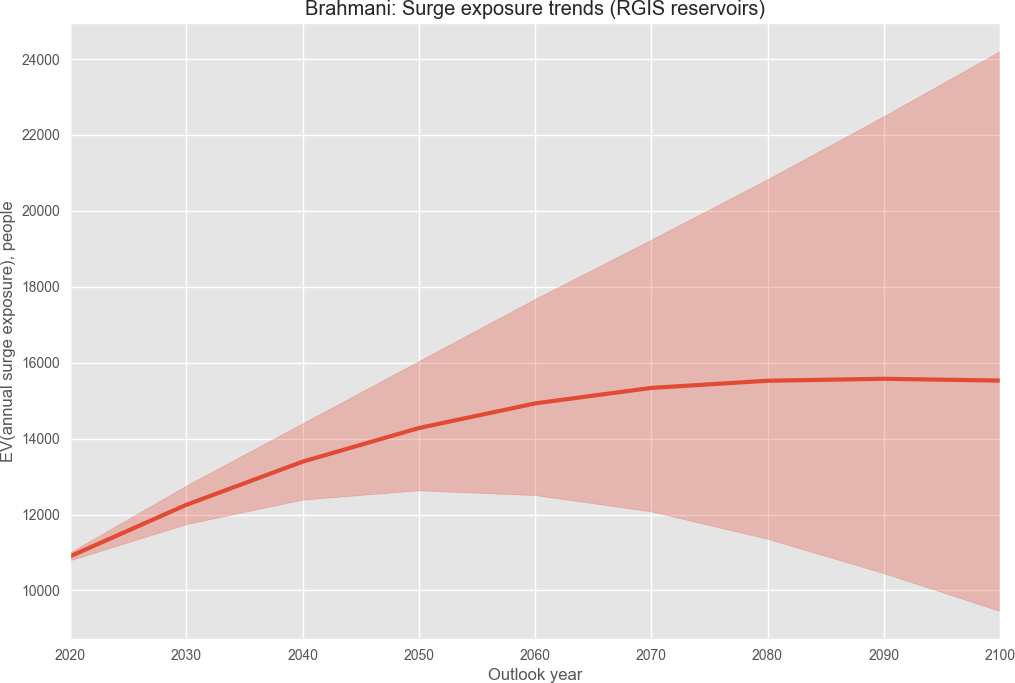 Brahmani: Surge exposure trends (RGIS reservoirs)
EV(annual surge exposure), people
24000
22000
20000
18000
16000
14000
12000
10000
2020 2030 2040 2050 2060 2070 2080 2090 2100
Outlook year